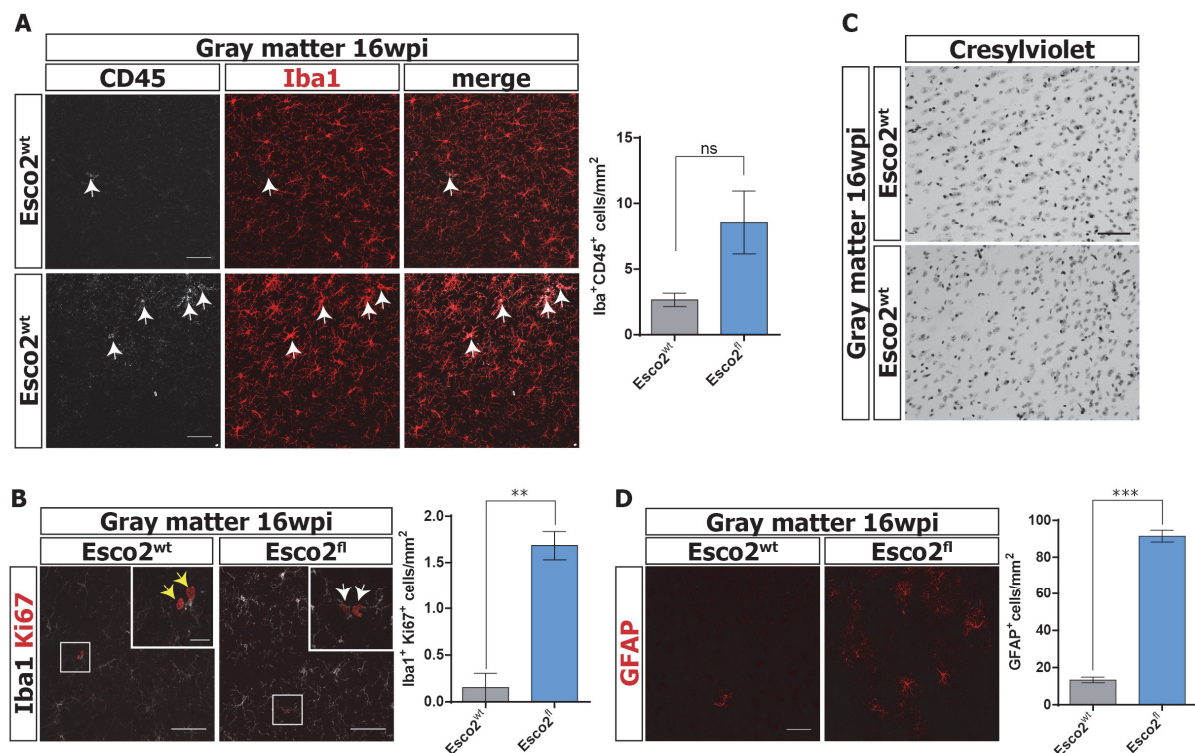 A
Gray matter 16wpi
CD45
Iba1
merge
Esco2wt
Esco2wt
Iba+CD45+ cells/mm2
15
10
5
0
ns
Esco2wt
Esco2fl
C
Cresylviolet
Gray matter 16wpi
Esco2wt
Esco2wt
B
Gray matter 16wpi
Esco2wt
Esco2fl
Iba1 Ki67
Iba1+ Ki67+ cells/mm2
2.0
1.5
1.0
0.5
0.0
**
Esco2wt
Esco2fl
D
Gray matter 16wpi
Esco2wt
Esco2fl
GFAP
GFAP+cells/mm2
100
80
60
40
20
0
***
Esco2wt
Esco2fl